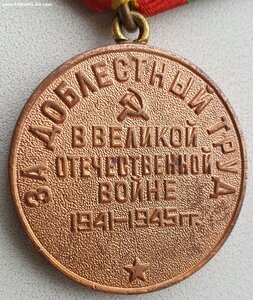 ЗА ДОБЛЕСТНЫЙ ТРУД
В ВЕЛИКОЙ
ОТЕЧЕСТВЕННОЙ
ВОЙНЕ
1941–1945 гг.